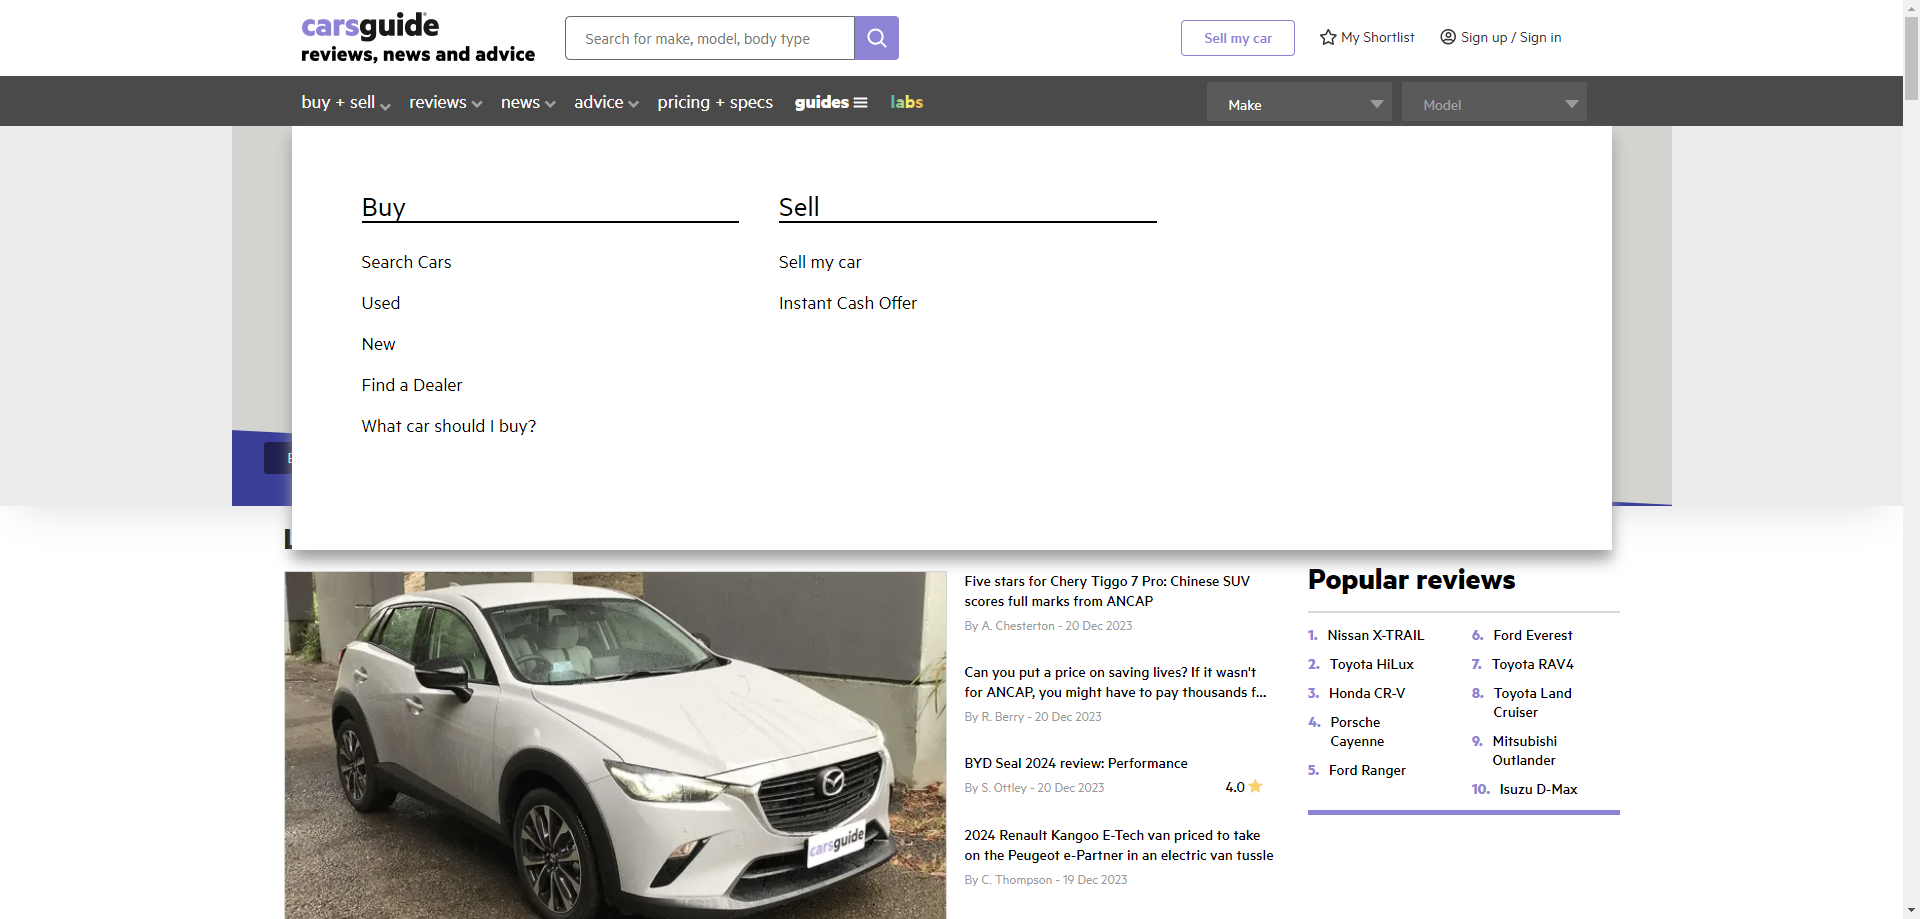 carsguide
reviews, news and advice
Search for make, model, body type
Sell my car
My Shortlist
Sign up / Sign in
buy + sell
reviews
news
advice
pricing + specs
guides
labs
Make
Model
Buy
Search Cars
Used
New
Find a Dealer
What car should I buy?
Sell
Sell my car
Instant Cash Offer
carsguide
Five stars for Chery Tiggo 7 Pro: Chinese SUV
scores full marks from ANCAP
By A. Chesterton - 20 Dec 2023
Can you put a price on saving lives? If it wasn't
for ANCAP, you might have to pay thousands f...
By R. Berry - 20 Dec 2023
BYD Seal 2024 review: Performance
By S. Ottley - 20 Dec 2023
4.0
2024 Renault Kangoo E-Tech van priced to take
on the Peugeot e-Partner in an electric van tussle
By C. Thompson - 19 Dec 2023
Popular reviews
1. Nissan X-TRAIL
2. Toyota HiLux
3. Honda CR-V
4. Porsche
Cayenne
5. Ford Ranger
6. Ford Everest
7. Toyota RAV4
8. Toyota Land
Cruiser
9. Mitsubishi
Outlander
10. Isuzu D-Max